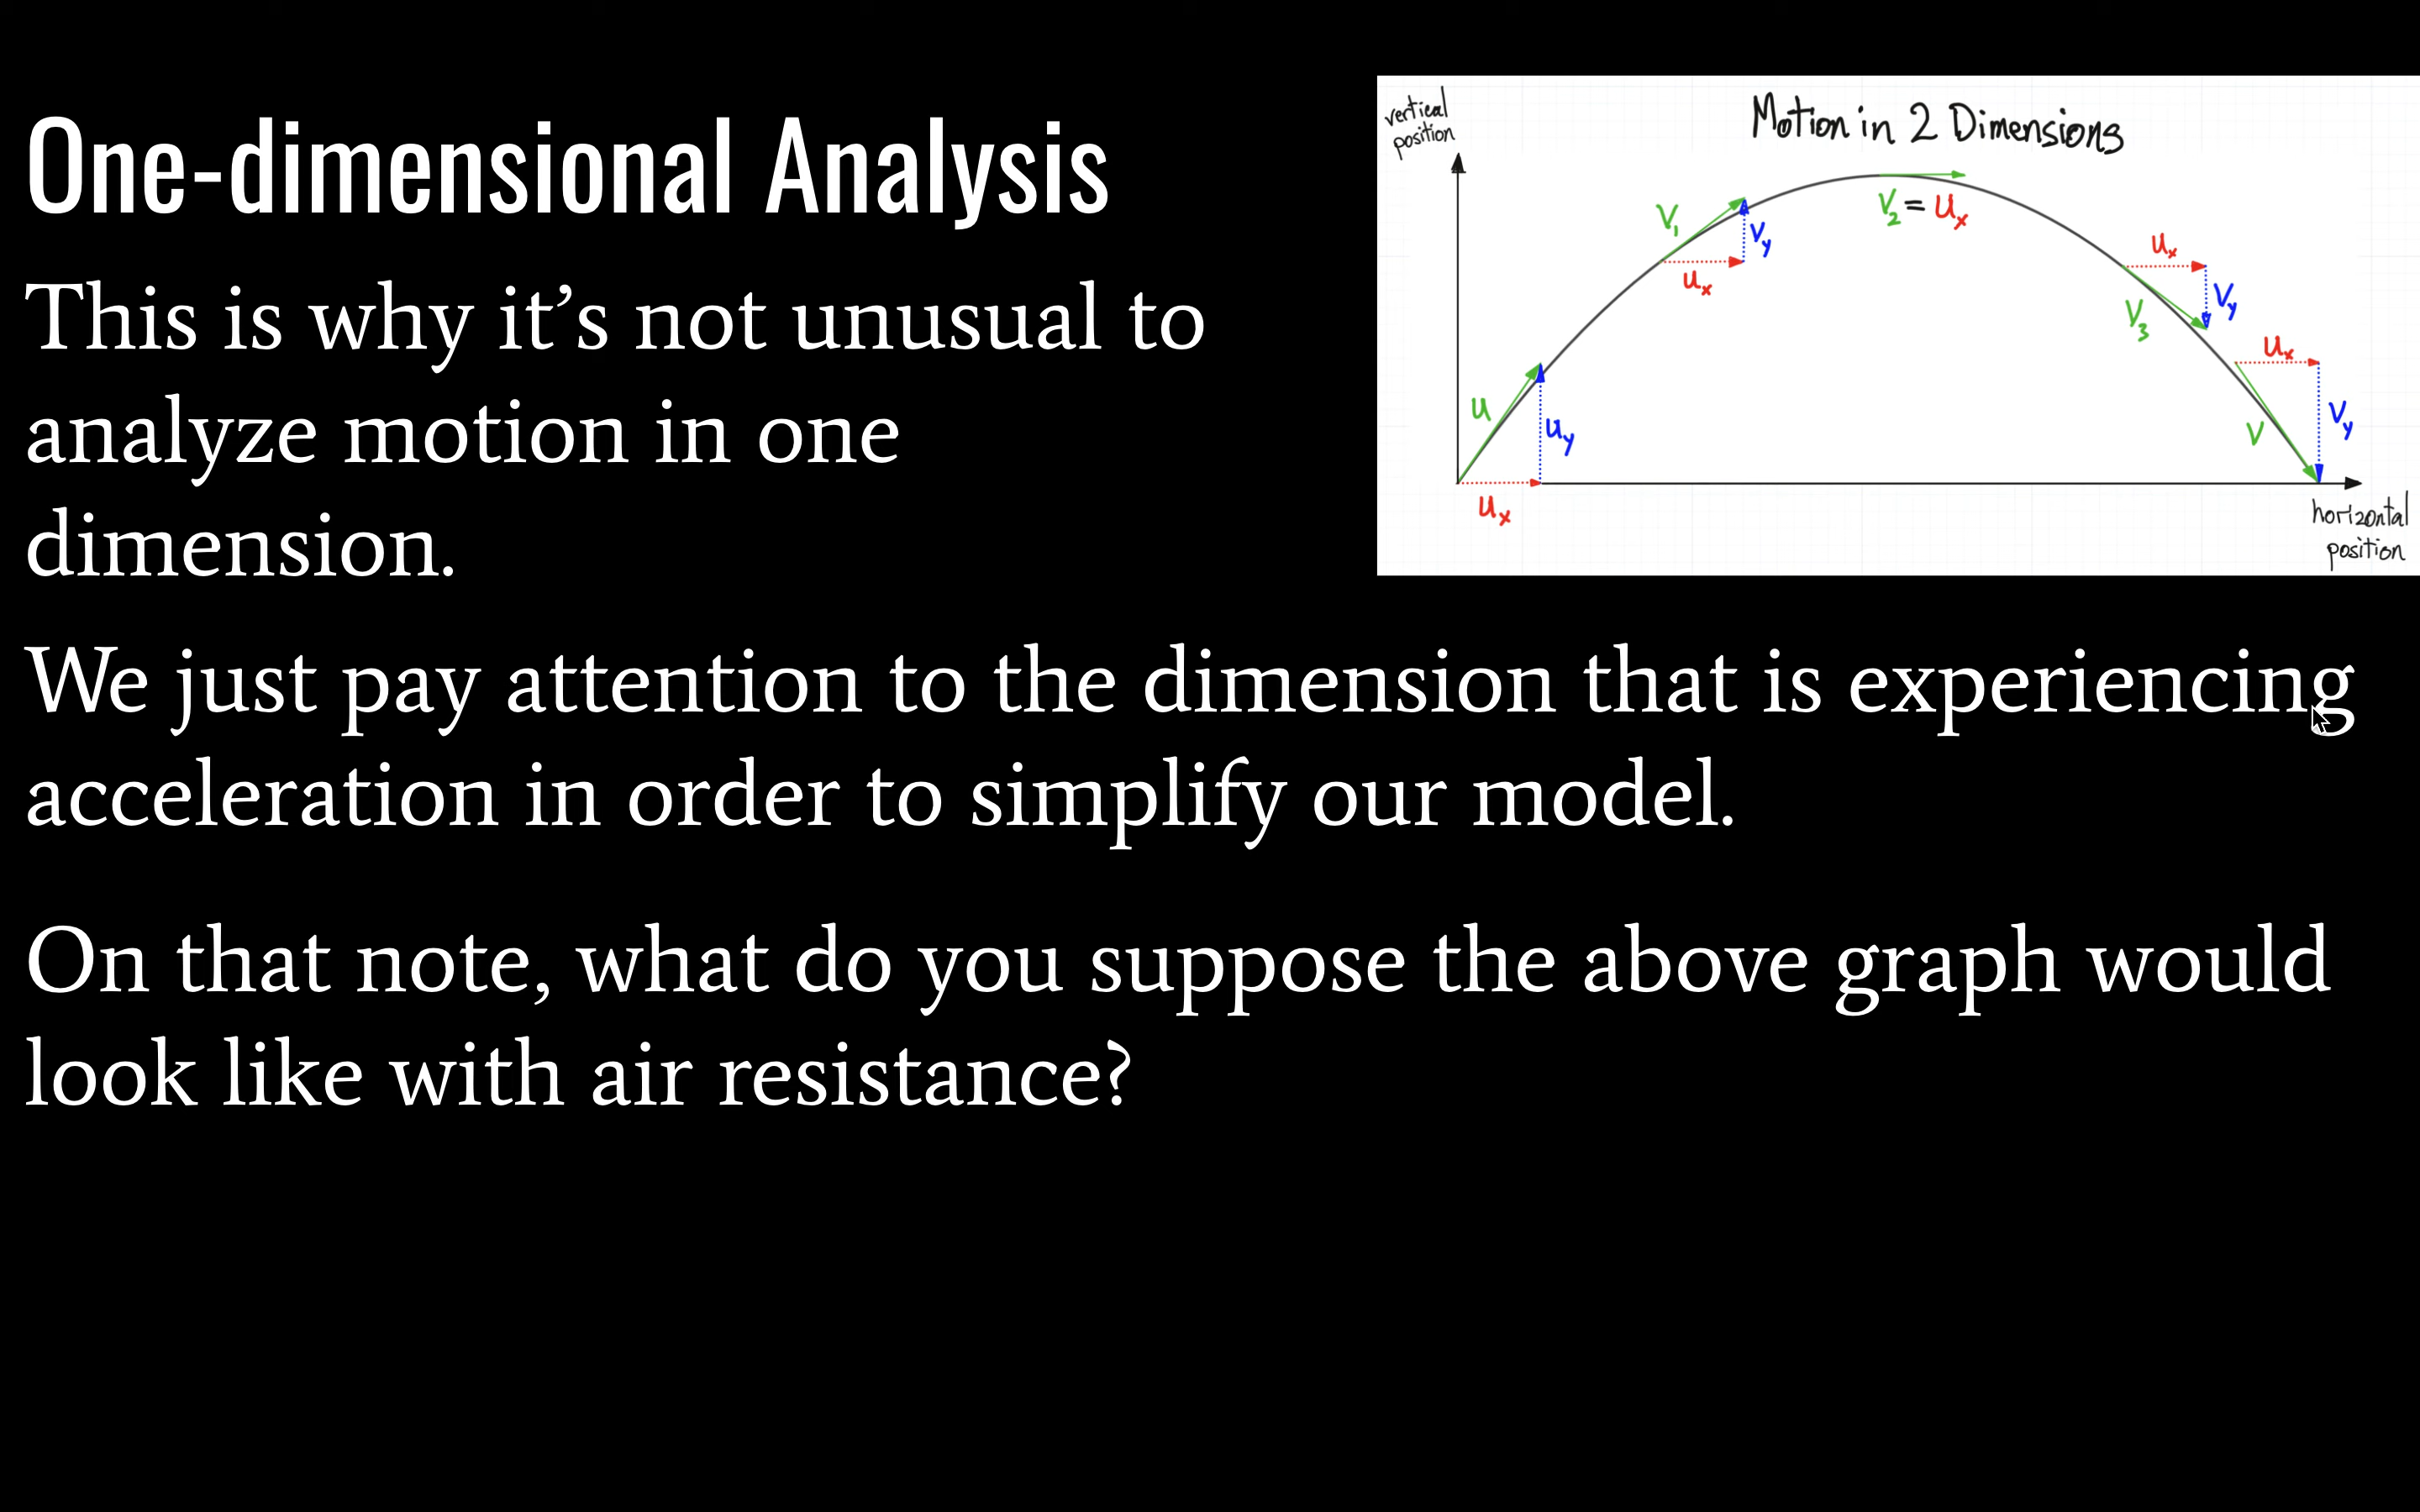 One-dimensional Analysis
This is why it’s not unusual to
analyze motion in one
dimension.
vertical
position
Motion in 2 Dimensions
V₁
Vy
ux
V₂ = ux
ux
Vy
V₃
ux
Vy
V
u
uy
ux
horizontal
position
We just pay attention to the dimension that is experiencing
acceleration in order to simplify our model.
On that note, what do you suppose the above graph would
look like with air resistance?